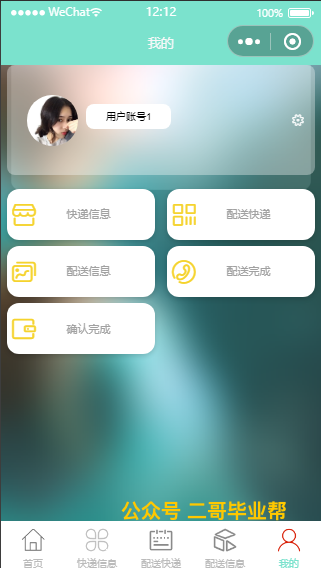 ●●●●● WeChat 12:12 100%
我的
用户账号1
快递信息 配送快递
配送信息 配送完成
确认完成
公众号 二哥毕业帮
首页 快递信息 配送快递 配送信息 我的